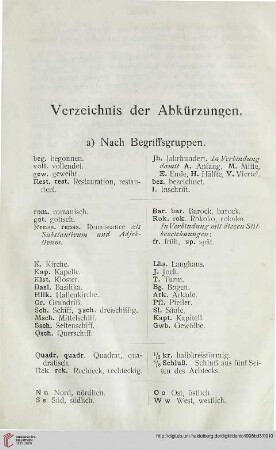 Verzeichnis der Abkürzungen.
a) Nach Begriffsgruppen.
beg. begonnen.
voll. vollendet.
gew. geweiht.
Rest. rest. Restauration, restau-
riert.
Jh. Jahrhundert. In Verbindung
damit A. Anfang, M. Mitte,
E. Ende, H. Hälfte, V. Viertel.
bez. bezeichnet.
I. Inschrift.
rom. romanisch.
got. gotisch.
Renss. renss. Renaissance als
Substantivum und Adjek-
tivum.
Bar. bar. Barock, barock.
Rok. rok. Rokoko, rokoko.
In Verbindung mit diesen Stil-
bezeichnungen:
fr. früh, sp. spät.
K. Kirche.
Kap. Kapelle.
Klst. Kloster.
Basl. Basilika.
Hllk. Hallenkirche.
Gr. Grundriß.
Sch. Schiff, 3sch. dreischiffig.
Msch. Mittelschiff.
Ssch. Seitenschiff.
Qsch. Querschiff.
Lhs. Langhaus.
J. Joch.
T. Turm.
Bg. Bogen.
Ark. Arkade.
Pfl. Pfeiler.
Sl. Säule.
Kapt. Kapitell.
Gwb. Gewölbe.
Quadr. quadr. Quadrat, qua-
dratisch.
Rck. rck. Rechteck, rechteckig.
1/2 kr. halbkreisförmig.
5/8 Schluß. Schluß aus fünf Sei-
ten des Achtecks.
N n Nord, nördlich.
S s Süd, südlich.
O o Ost, östlich.
W w West, westlich.